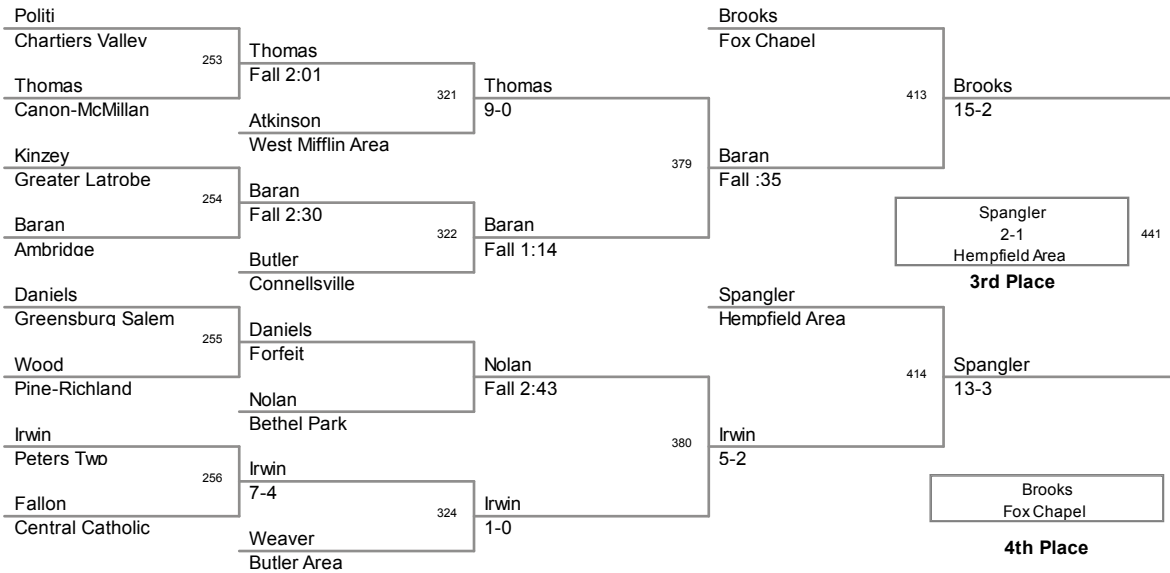 Politi
Chartiers Valley
253
Thomas
Canon-McMillan
Kinzey
Greater Latrobe
254
Baran
Ambridge
Daniels
Greensburg Salem
255
Wood
Pine-Richland
Irwin
Peters Twp
256
Fallon
Central Catholic
Thomas
Fall 2:01
321
Atkinson
West Mifflin Area
Baran
Fall 2:30
322
Butler
Connellsville
Daniels
Forfeit
Nolan
Bethel Park
Irwin
7-4
324
Weaver
Butler Area
Thomas
9-0
379
Baran
Fall 1:14
Nolan
Fall 2:43
380
Irwin
1-0
Brooks
Fox Chapel
413
Baran
Fall :35
Spangler
Hempfield Area
414
Irwin
5-2
Brooks
15-2
Spangler
2-1
Hempfield Area
441
3rd Place
Spangler
13-3
Brooks
Fox Chapel
4th Place